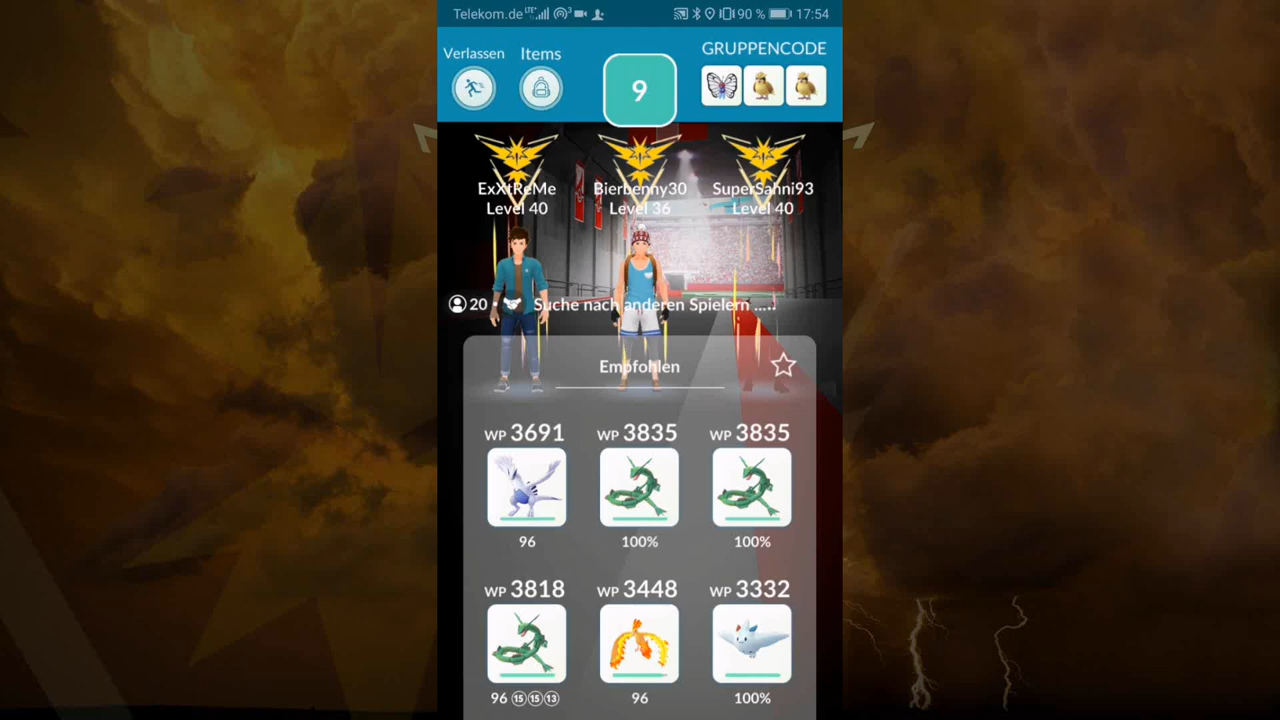 Telekom.de LTE 3 90 % 17:54
Verlassen Items GRUPPENCODE
9
ExXtReMe Bierbenny30 SuperSahni93
Level 40 Level 36 Level 40
20 • Suche nach anderen Spielern .....
Empfohlen
WP 3691 WP 3835 WP 3835
96 100% 100%
WP 3818 WP 3448 WP 3332
96 15 15 13 96 100%